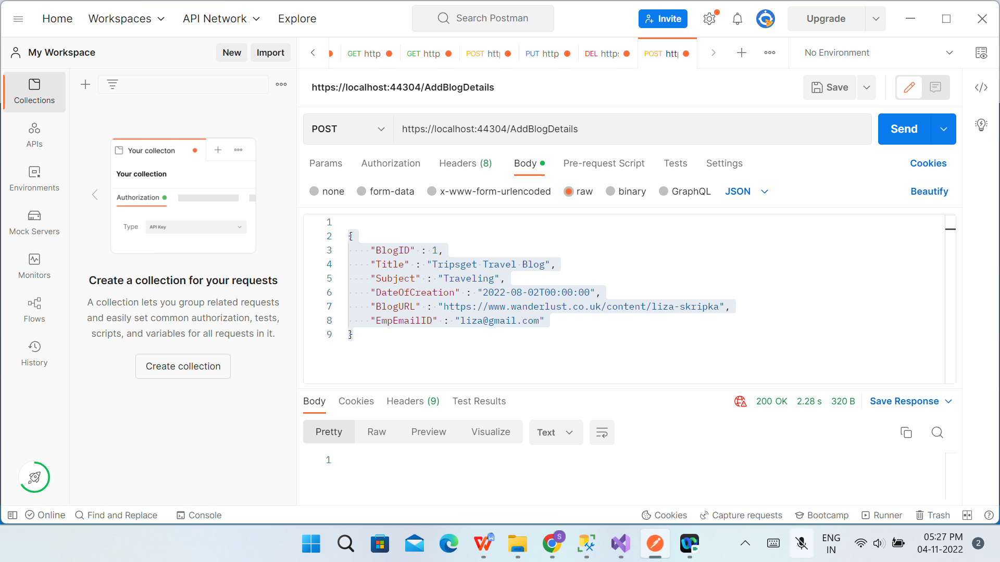 Home Workspaces API Network Explore Search Postman Invite Upgrade
My Workspace New Import GET http GET http POST htt PUT http DEL http POST htt No Environment
Collections
APIs
Environments
Mock Servers
Monitors
Flows
History
Your collecton
Your collection
Authorization
Type API Key
Create a collection for your requests
A collection lets you group related requests
and easily set common authorization, tests,
scripts, and variables for all requests in it.
Create collection
https://localhost:44304/AddBlogDetails Save
POST https://localhost:44304/AddBlogDetails Send
Params Authorization Headers (8) Body Pre-request Script Tests Settings Cookies
none form-data x-www-form-urlencoded raw binary GraphQL JSON Beautify
1
2 {
3 "BlogID" : 1,
4 "Title" : "Tripsget Travel Blog",
5 "Subject" : "Traveling",
6 "DateOfCreation" : "2022-08-02T00:00:00",
7 "BlogURL" : "https://www.wanderlust.co.uk/content/liza-skripka",
8 "EmpEmailID" : "liza@gmail.com"
9 }
Body Cookies Headers (9) Test Results 200 OK 2.28 s 320 B Save Response
Pretty Raw Preview Visualize Text
1
Online Find and Replace Console Cookies Capture requests Bootcamp Runner Trash
W S
ENG
IN
05:27 PM
04-11-2022
2